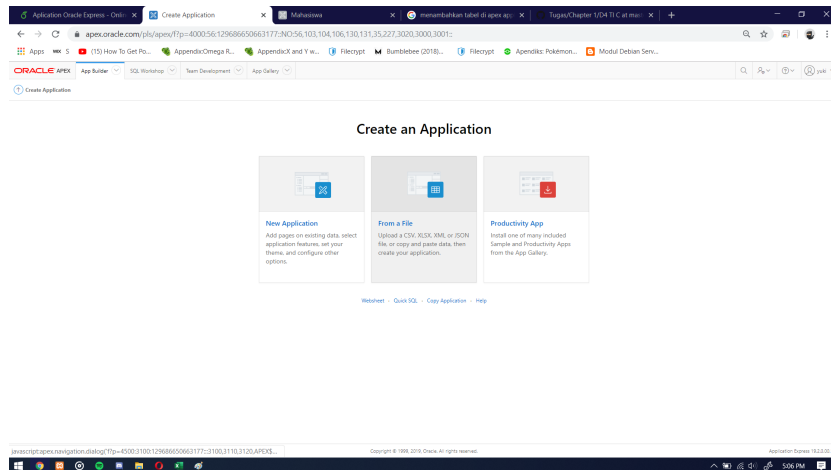 Aplication Oracle Express - Onlin
Create Application
Mahasiswa
menambahkan tabel di apex app
Tugas/Chapter 1/D4 TI C at mast
apex.oracle.com/pls/apex/f?p=4000:56:129686650663177::NO:56,103,104,106,130,131,35,227,3020,3000,3001::
Apps
S
(15) How To Get Po...
Appendix:Omega R...
Appendic:X and Y w...
Filecrypt
Bumblebee (2018)...
Filecrypt
Apendiks: Pokémon...
Modul Debian Serv...
ORACLE APEX
App Builder
SQL Workshop
Team Development
App Gallery
yuki
Create Application
Create an Application
New Application
Add pages on existing data, select
application features, set your
theme, and configure other
options.
From a File
Upload a CSV, XLSX, XML, or JSON
file, or copy and paste data, then
create your application.
Productivity App
Install one of many included
Sample and Productivity Apps
from the App Gallery.
Websheet - Quick SQL - Copy Application - Help
javascript:apex.navigation.dialog('f?p=4500:3100:129686650663177:::3100,3110,3120,APEX$...
Copyright © 1999, 2019, Oracle. All rights reserved.
Application Express 19.2.0.00
5:06 PM